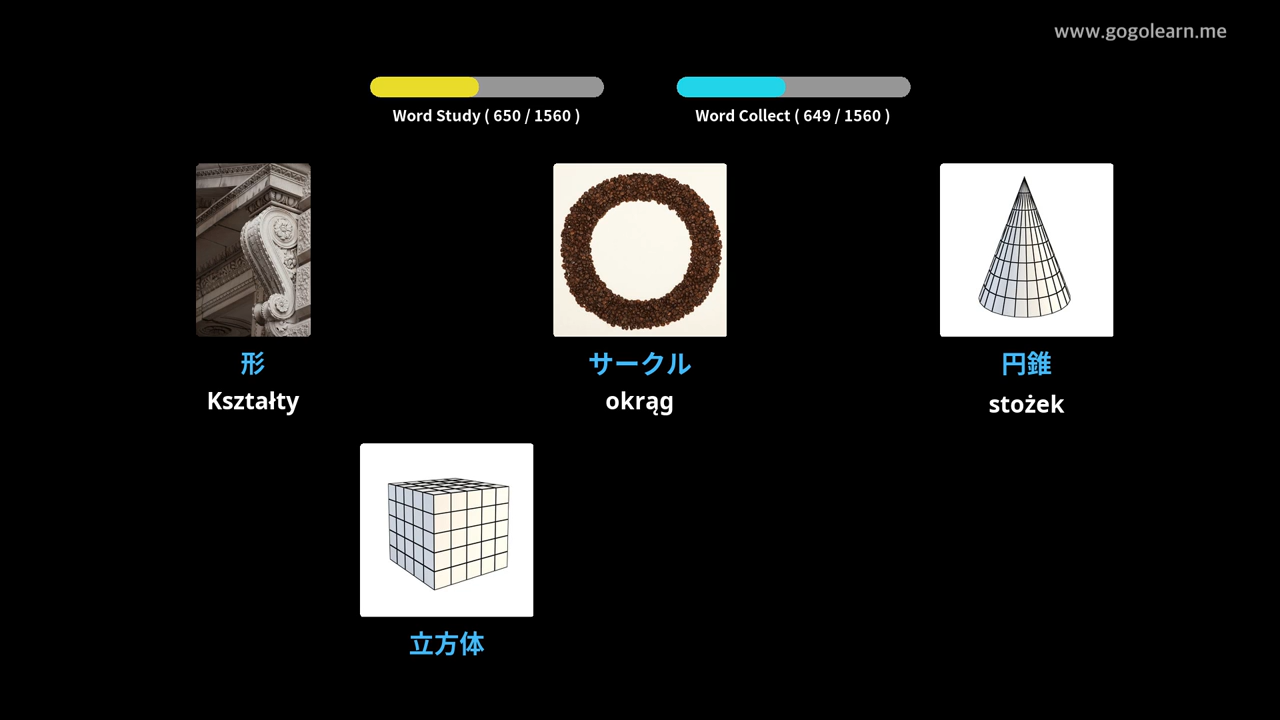 www.gogolearn.me
Word Study ( 650 / 1560 )
Word Collect ( 649 / 1560 )
形
Kształty
サークル
okrąg
円錐
stożek
立方体